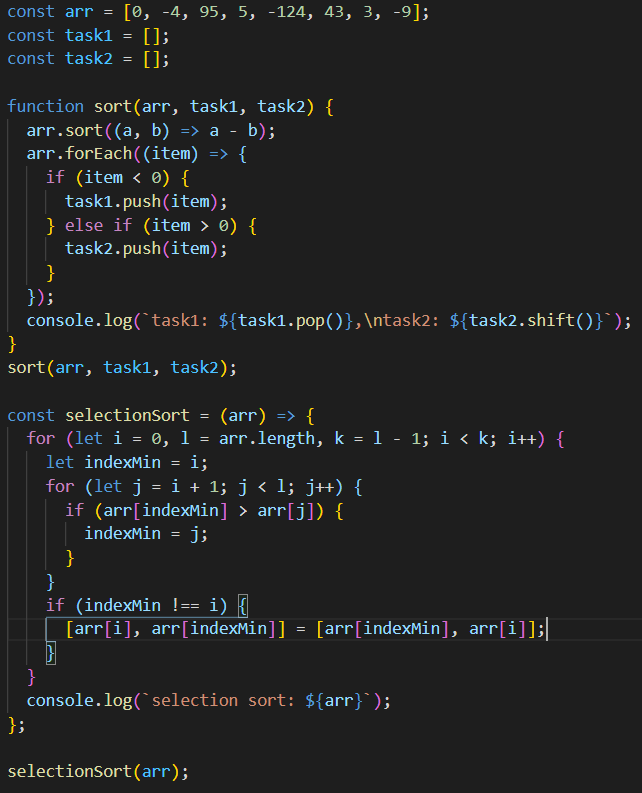 const arr = [0, -4, 95, 5, -124, 43, 3, -9];
const task1 = [];
const task2 = [];

function sort(arr, task1, task2) {
  arr.sort((a, b) => a - b);
  arr.forEach((item) => {
    if (item < 0) {
      task1.push(item);
    } else if (item > 0) {
      task2.push(item);
    }
  });
  console.log(`task1: ${task1.pop()},\ntask2: ${task2.shift()}`);
}
sort(arr, task1, task2);

const selectionSort = (arr) => {
  for (let i = 0, l = arr.length, k = l - 1; i < k; i++) {
    let indexMin = i;
    for (let j = i + 1; j < l; j++) {
      if (arr[indexMin] > arr[j]) {
        indexMin = j;
      }
    }
    if (indexMin !== i) {
      [arr[i], arr[indexMin]] = [arr[indexMin], arr[i]];
    }
  }
  console.log(`selection sort: ${arr}`);
};

selectionSort(arr);